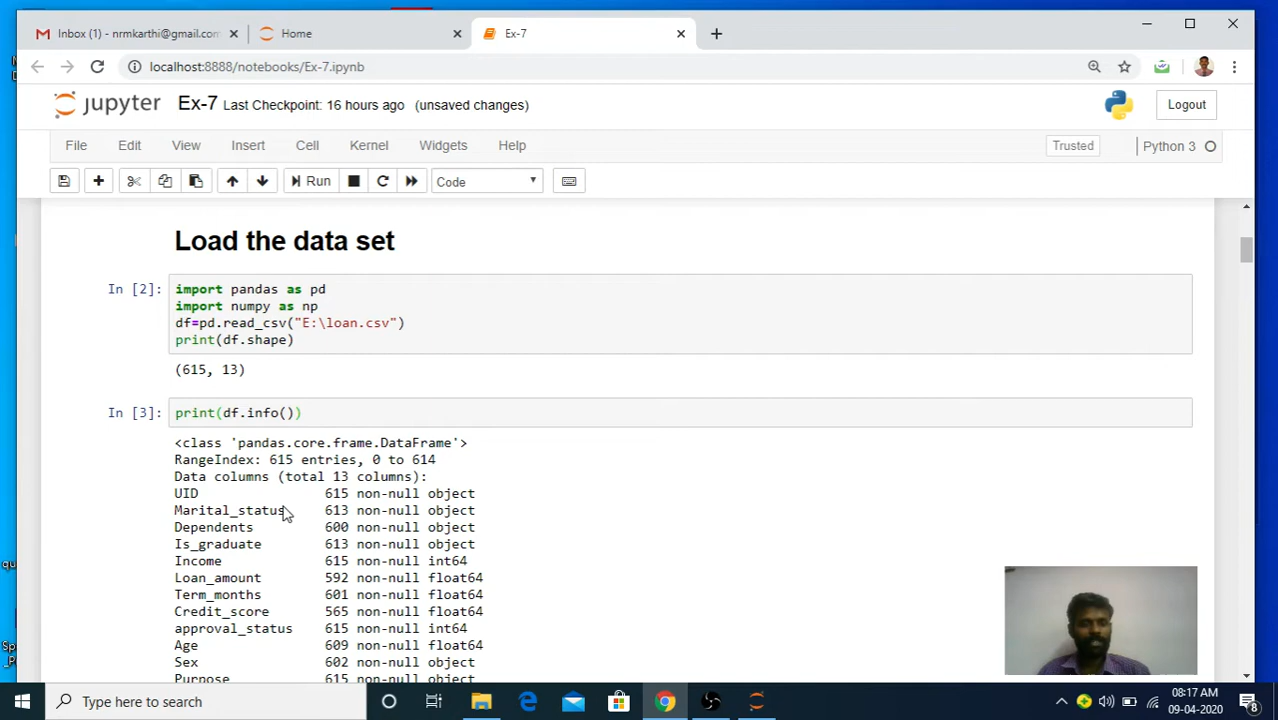 Inbox (1) - nrmkarthi@gmail.com
Home
Ex-7
localhost:8888/notebooks/Ex-7.ipynb
jupyter Ex-7 Last Checkpoint: 16 hours ago (unsaved changes)
Logout
File Edit View Insert Cell Kernel Widgets Help
Trusted
Python 3
Run
Code
Load the data set
In [2]: import pandas as pd
import numpy as np
df=pd.read_csv("E:\loan.csv")
print(df.shape)
(615, 13)
In [3]: print(df.info())
<class 'pandas.core.frame.DataFrame'>
RangeIndex: 615 entries, 0 to 614
Data columns (total 13 columns):
UID 615 non-null object
Marital_status 613 non-null object
Dependents 600 non-null object
Is_graduate 613 non-null object
Income 615 non-null int64
Loan_amount 592 non-null float64
Term_months 601 non-null float64
Credit_score 565 non-null float64
approval_status 615 non-null int64
Age 609 non-null float64
Sex 602 non-null object
Purpose 615 non-null object
Type here to search
08:17 AM
09-04-2020
8